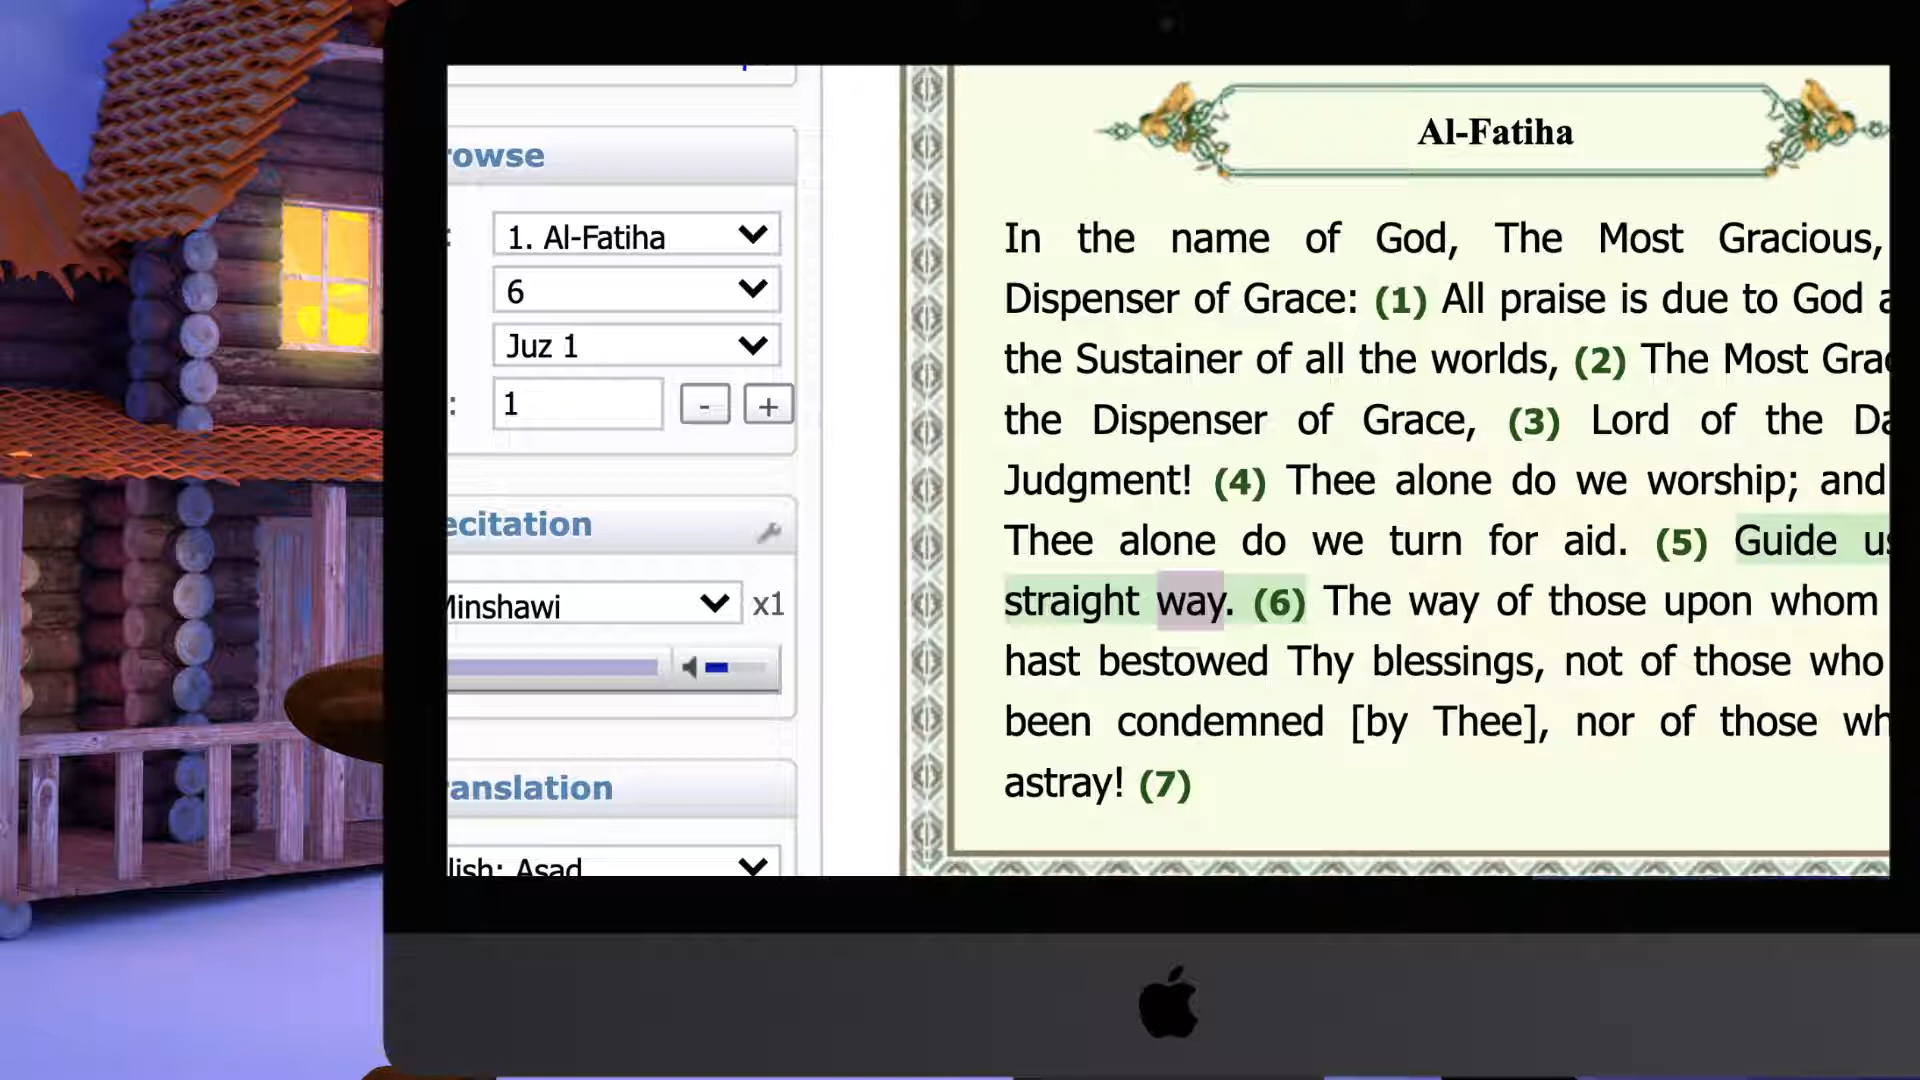 rowse
1. Al-Fatiha
6
Juz 1
: 1 - +
ecitation
Minshawi x1
ranslation
lish: Asad
Al-Fatiha
In the name of God, The Most Gracious,
Dispenser of Grace: (1) All praise is due to God a
the Sustainer of all the worlds, (2) The Most Grac
the Dispenser of Grace, (3) Lord of the Da
Judgment! (4) Thee alone do we worship; and
Thee alone do we turn for aid. (5) Guide us
straight way. (6) The way of those upon whom
hast bestowed Thy blessings, not of those who
been condemned [by Thee], nor of those wh
astray! (7)